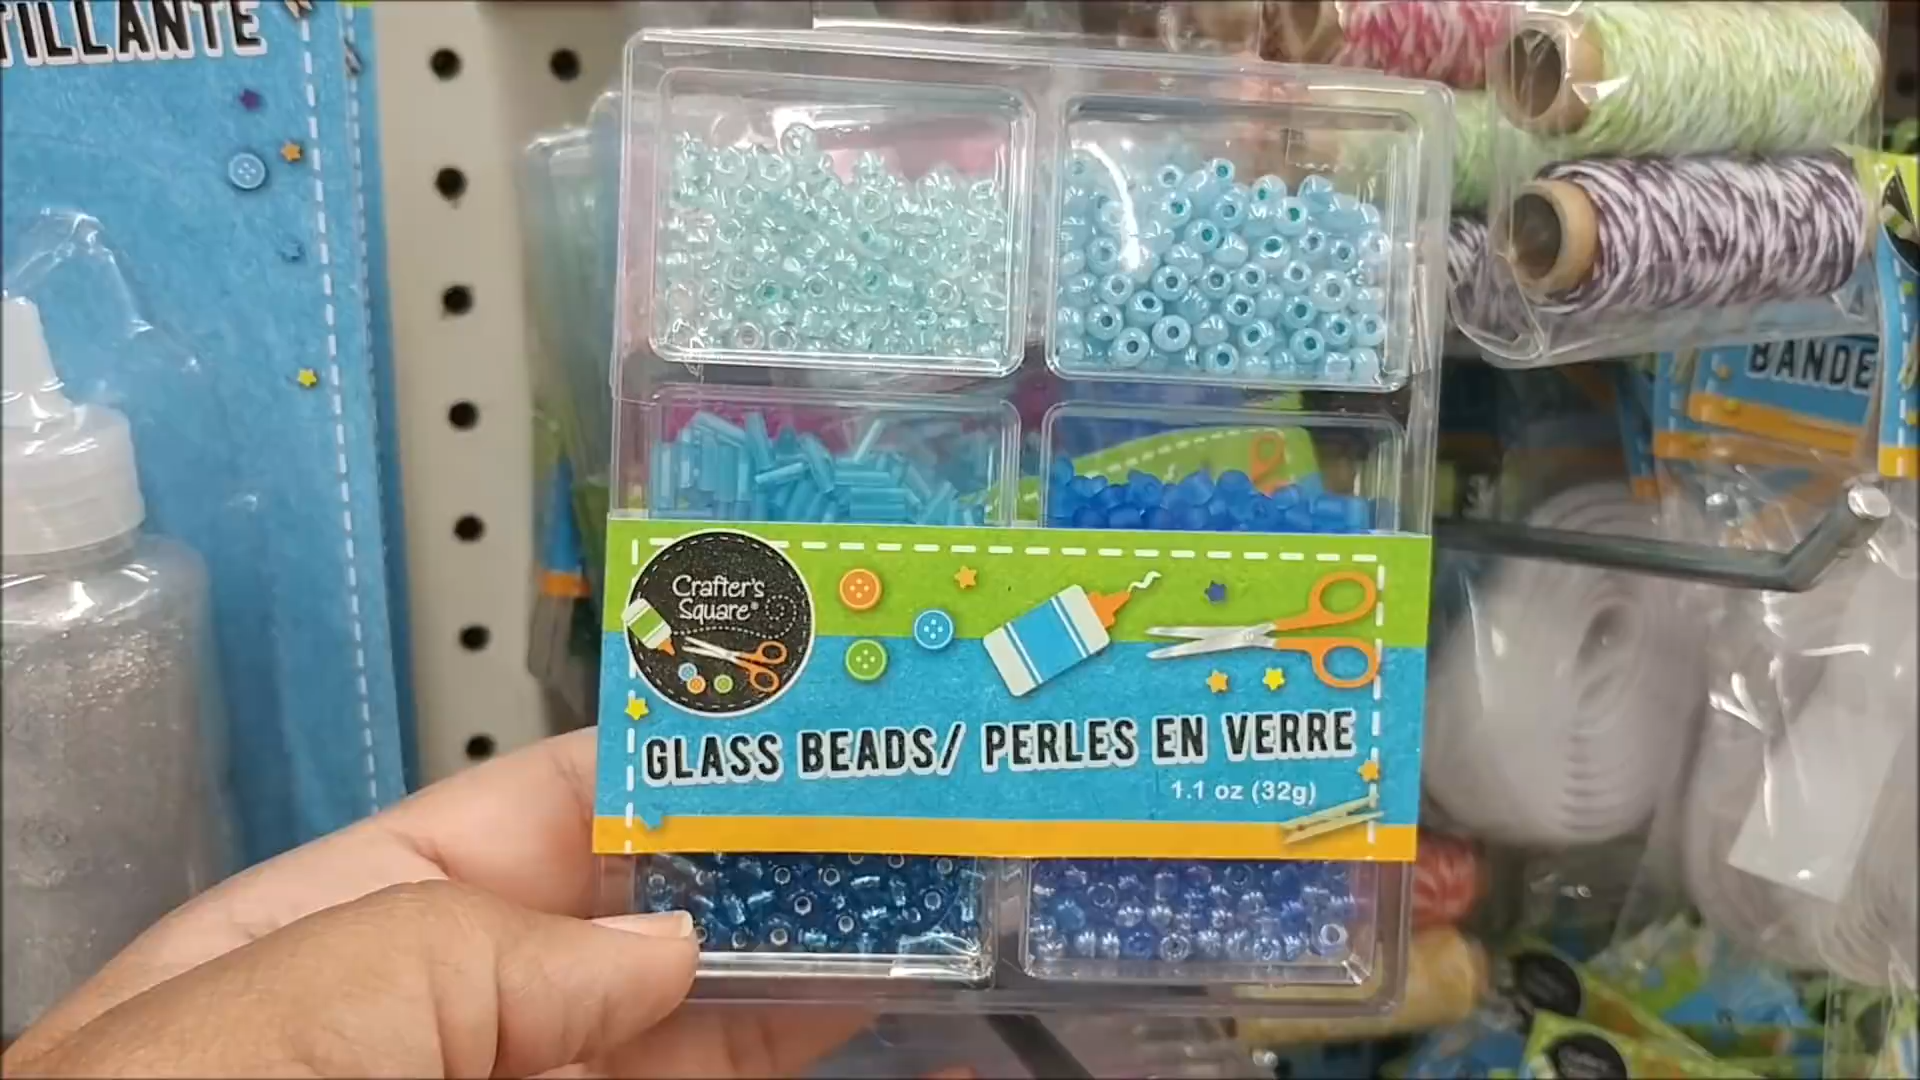 TILLANTE
BANDE
Crafter's
Square®
GLASS BEADS/ PERLES EN VERRE
1.1 oz (32g)